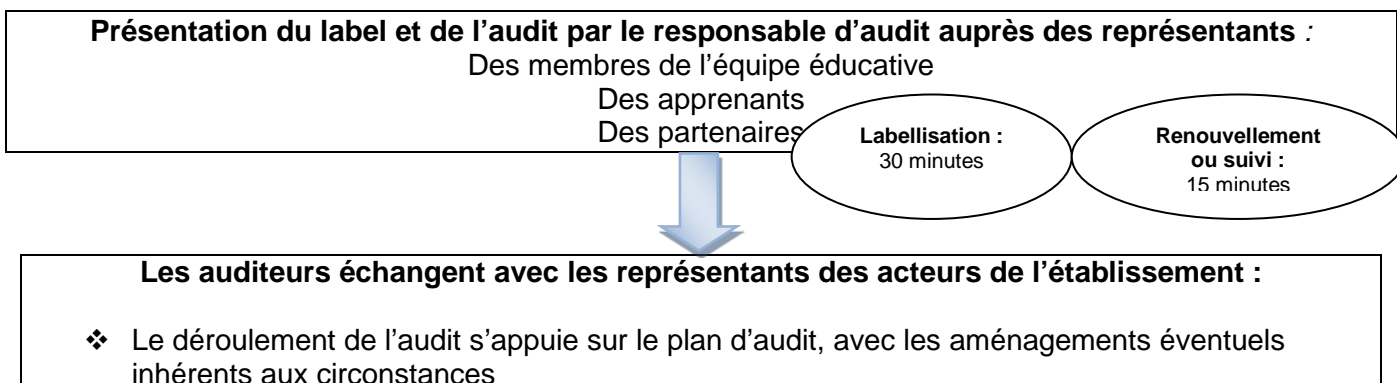 Présentation du label et de l’audit par le responsable d’audit auprès des représentants :
Des membres de l’équipe éducative
Des apprenants
Des partenaires
Labellisation :
30 minutes
Renouvellement
ou suivi :
15 minutes
Les auditeurs échangent avec les représentants des acteurs de l’établissement :
❖ Le déroulement de l’audit s’appuie sur le plan d’audit, avec les aménagements éventuels
inhérents aux circonstances